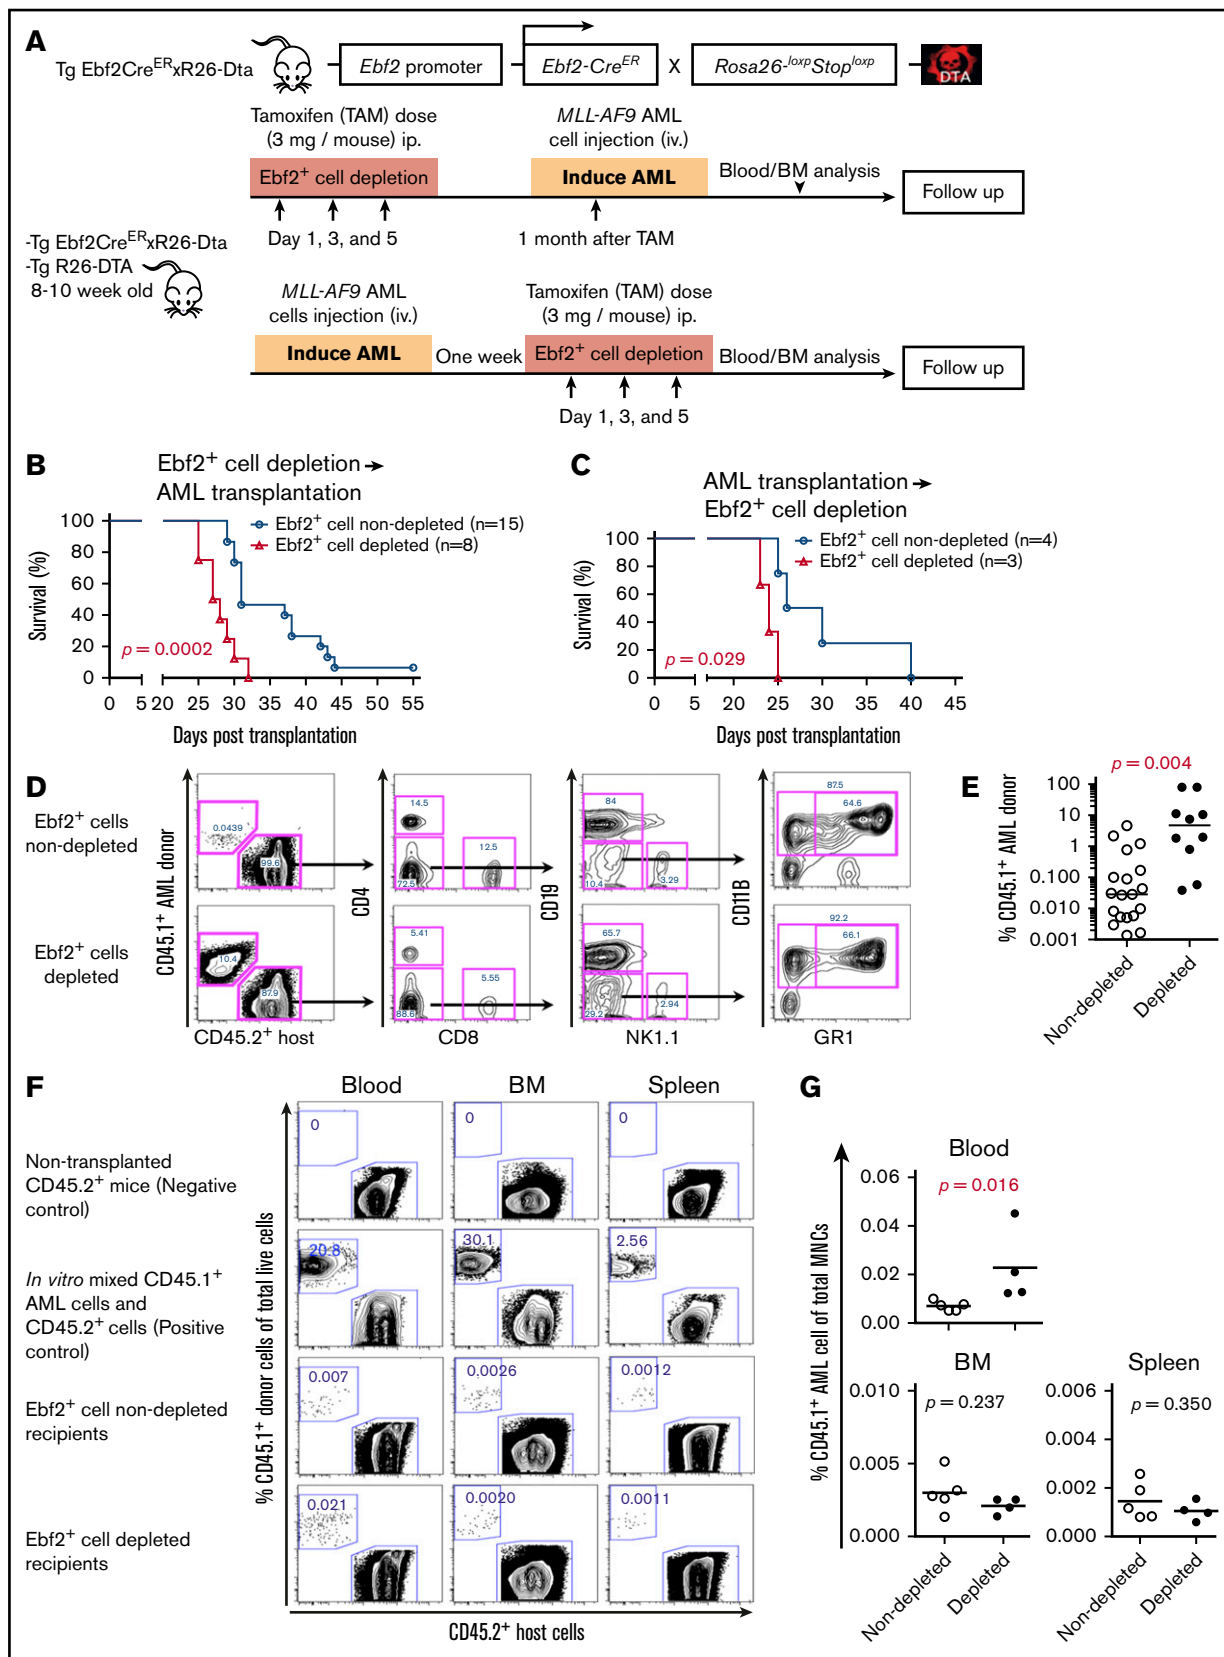 A
Tg Ebf2Cre^ER xR26-Dta
Ebf2 promoter
Ebf2-Cre^ER
X
Rosa26-^loxp Stop^loxp
DTA
Tamoxifen (TAM) dose
(3 mg / mouse) ip.
MLL-AF9 AML
cell injection (iv.)
Ebf2+ cell depletion
Induce AML
Blood/BM analysis
Follow up
Day 1, 3, and 5
1 month after TAM
-Tg Ebf2Cre^ER xR26-Dta
-Tg R26-DTA
8-10 week old
MLL-AF9 AML
cells injection (iv.)
Tamoxifen (TAM) dose
(3 mg / mouse) ip.
Induce AML
One week
Ebf2+ cell depletion
Blood/BM analysis
Follow up
Day 1, 3, and 5
B
Ebf2+ cell depletion →
AML transplantation
Ebf2+ cell non-depleted (n=15)
Ebf2+ cell depleted (n=8)
Survival (%)
100
80
60
40
20
0
p = 0.0002
0 5 20 25 30 35 40 45 50 55
Days post transplantation
C
AML transplantation →
Ebf2+ cell depletion
Ebf2+ cell non-depleted (n=4)
Ebf2+ cell depleted (n=3)
Survival (%)
100
80
60
40
20
0
p = 0.029
0 5 20 25 30 35 40 45
Days post transplantation
D
Ebf2+ cells
non-depleted
Ebf2+ cells
depleted
CD45.1+ AML donor
CD45.2+ host
0.0439
99.6
10.4
87.9
CD4
CD8
14.5
12.5
72.5
5.41
5.55
88.6
CD19
NK1.1
84
10.4
3.29
65.7
29.2
2.94
CD11B
GR1
87.5
64.6
92.2
66.1
E
p = 0.004
% CD45.1+ AML donor
100
10
1
0.100
0.010
0.001
Non-depleted
Depleted
F
Blood
BM
Spleen
% CD45.1+ donor cells of total live cells
Non-transplanted
CD45.2+ mice (Negative
control)
0
0
0
In vitro mixed CD45.1+
AML cells and
CD45.2+ cells (Positive
control)
20.8
30.1
2.56
Ebf2+ cell non-depleted
recipients
0.007
0.0026
0.0012
Ebf2+ cell depleted
recipients
0.021
0.0020
0.0011
CD45.2+ host cells
G
% CD45.1+ AML cell of total MNCs
Blood
p = 0.016
0.06
0.04
0.02
0.00
BM
p = 0.237
0.010
0.005
0.000
Non-depleted
Depleted
Spleen
p = 0.350
0.006
0.004
0.002
0.000
Non-depleted
Depleted